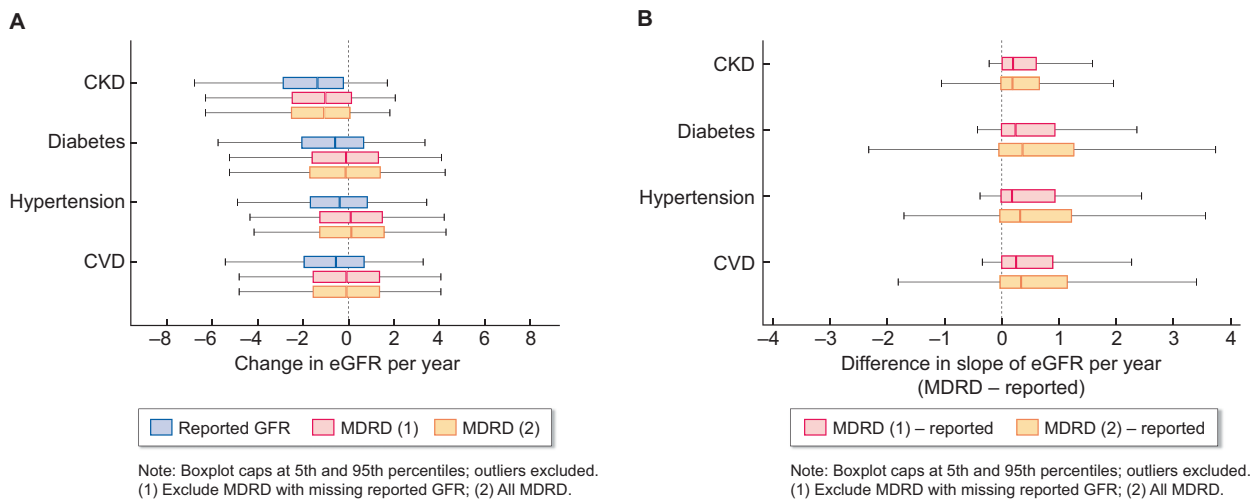 A
CKD
Diabetes
Hypertension
CVD
–8 –6 –4 –2 0 2 4 6 8
Change in eGFR per year
Reported GFR MDRD (1) MDRD (2)
Note: Boxplot caps at 5th and 95th percentiles; outliers excluded.
(1) Exclude MDRD with missing reported GFR; (2) All MDRD.
B
CKD
Diabetes
Hypertension
CVD
–4 –3 –2 –1 0 1 2 3 4
Difference in slope of eGFR per year
(MDRD – reported)
MDRD (1) – reported MDRD (2) – reported
Note: Boxplot caps at 5th and 95th percentiles; outliers excluded.
(1) Exclude MDRD with missing reported GFR; (2) All MDRD.